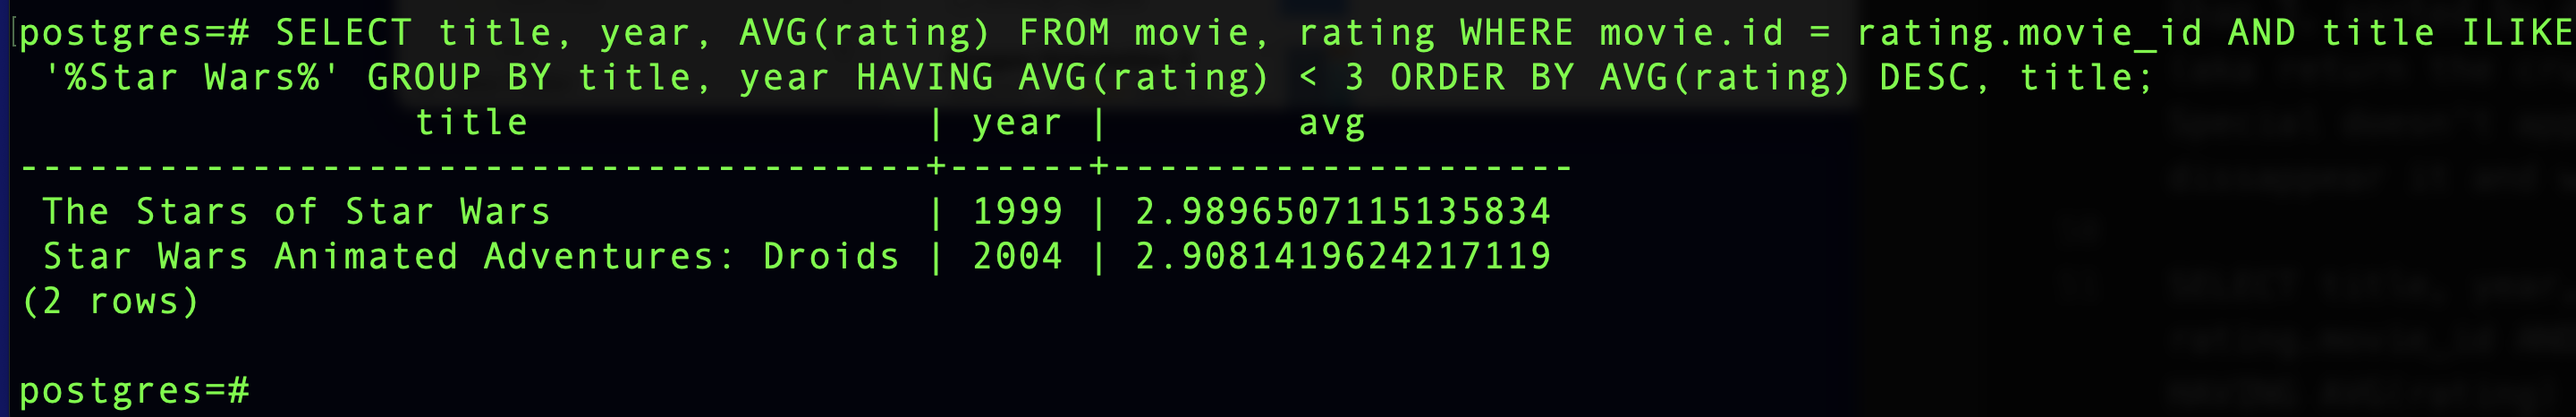 postgres=# SELECT title, year, AVG(rating) FROM movie, rating WHERE movie.id = rating.movie_id AND title ILIKE
'%Star Wars%' GROUP BY title, year HAVING AVG(rating) < 3 ORDER BY AVG(rating) DESC, title;
title | year | avg
---------------------------------------+------+--------------------
The Stars of Star Wars | 1999 | 2.9896507115135834
Star Wars Animated Adventures: Droids | 2004 | 2.9081419624217119
(2 rows)
postgres=#